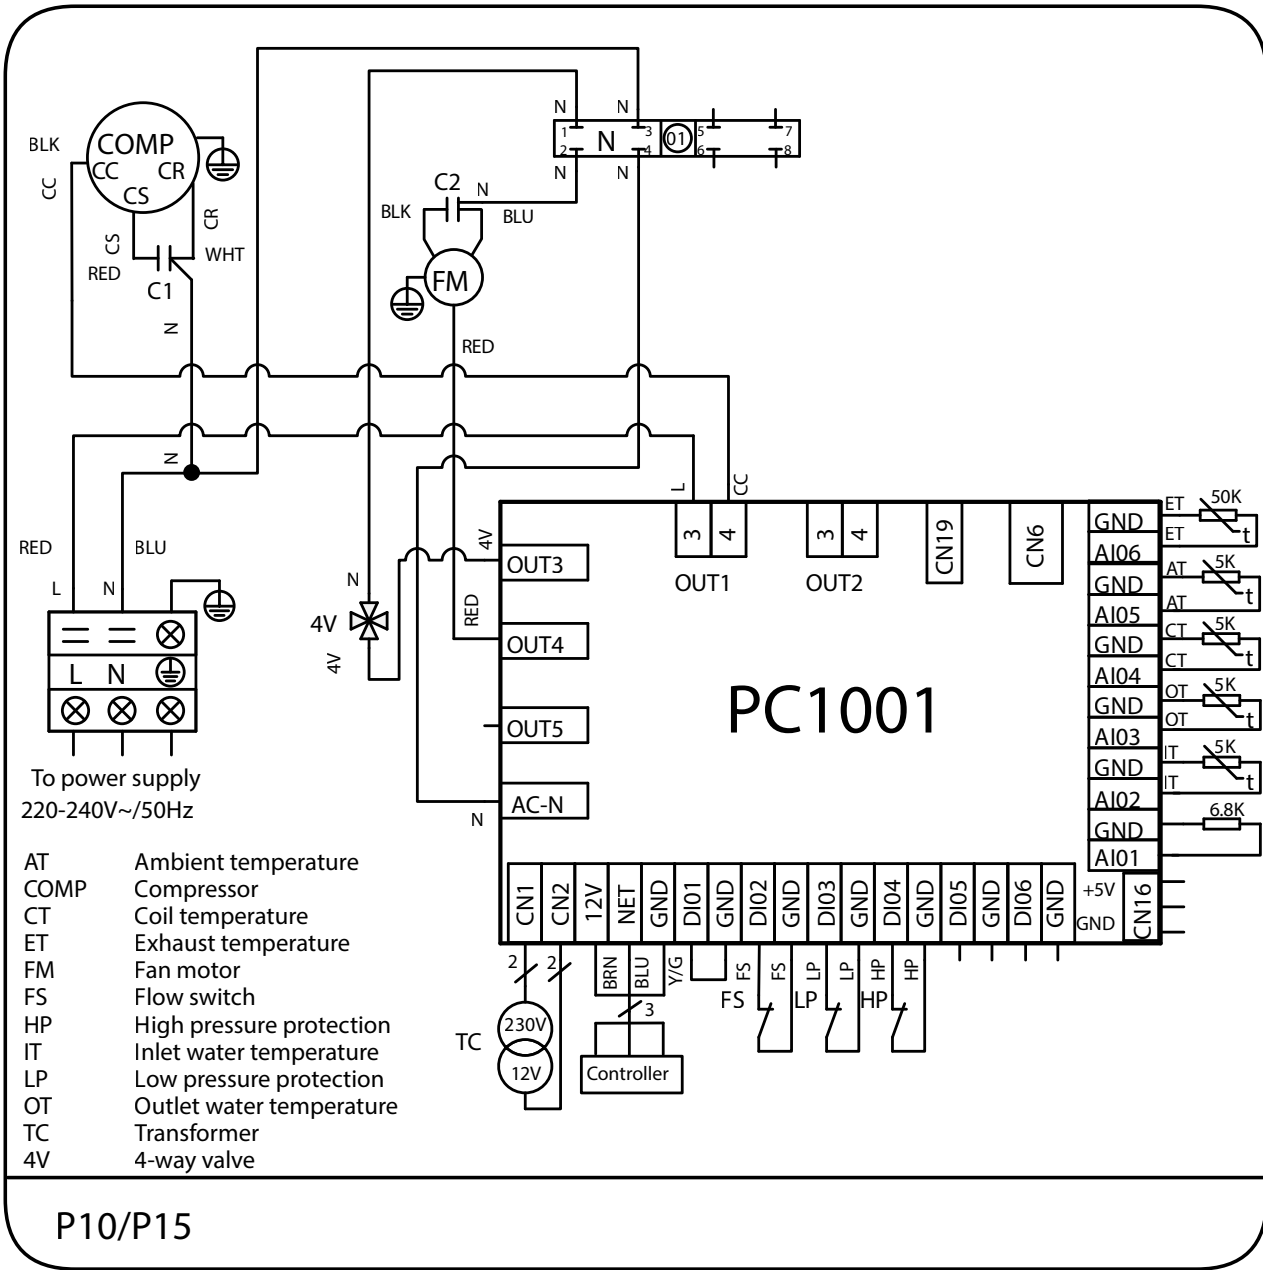 N N
1 3 N 01 5 7
2 4 6 8
N N
BLK COMP
CC CR
CS
CC
CR
CS
RED WHT
C1
N
C2 N
BLK BLU
FM
RED
N
RED BLU
L N
L N
To power supply
220-240V~/50Hz
N
4V
4V
4V
RED
L CC
3 4 3 4 CN19 CN6
OUT1 OUT2
OUT3
OUT4
OUT5
AC-N
N
PC1001
GND ET 50K
AI06 ET t
GND AT 5K
AI05 AT t
GND CT 5K
AI04 CT t
GND OT 5K
AI03 OT t
GND IT 5K
AI02 IT t
GND 6.8K
AI01
+5V CN16
GND
CN1 CN2 12V NET GND DI01 GND DI02 GND DI03 GND DI04 GND DI05 GND DI06 GND
2 2 BRN BLU Y/G FS FS LP LP HP HP
3 FS LP HP
TC 230V
12V Controller
AT Ambient temperature
COMP Compressor
CT Coil temperature
ET Exhaust temperature
FM Fan motor
FS Flow switch
HP High pressure protection
IT Inlet water temperature
LP Low pressure protection
OT Outlet water temperature
TC Transformer
4V 4-way valve
P10/P15